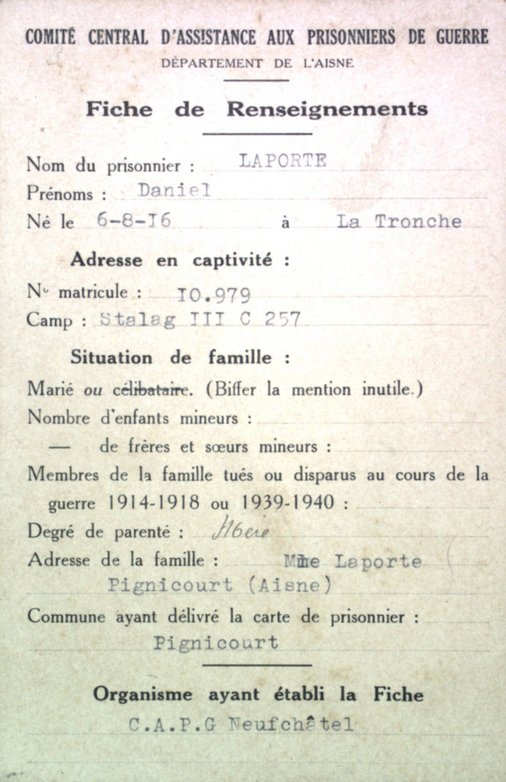 COMITÉ CENTRAL D'ASSISTANCE AUX PRISONNIERS DE GUERRE
DÉPARTEMENT DE L'AISNE
Fiche de Renseignements
Nom du prisonnier : LAPORTE
Prénoms : Daniel
Né le 6-8-I6 à La Tronche
Adresse en captivité :
No matricule : I0.979
Camp : Stalag III C 257
Situation de famille :
Marié ou célibataire. (Biffer la mention inutile.)
Nombre d'enfants mineurs :
— de frères et sœurs mineurs :
Membres de la famille tués ou disparus au cours de la
guerre 1914-1918 ou 1939-1940 :
Degré de parenté :
Adresse de la famille : Mme Laporte
Pignicourt (Aisne)
Commune ayant délivré la carte de prisonnier :
Pignicourt
Organisme ayant établi la Fiche
C.A.P.G Neufchâtel